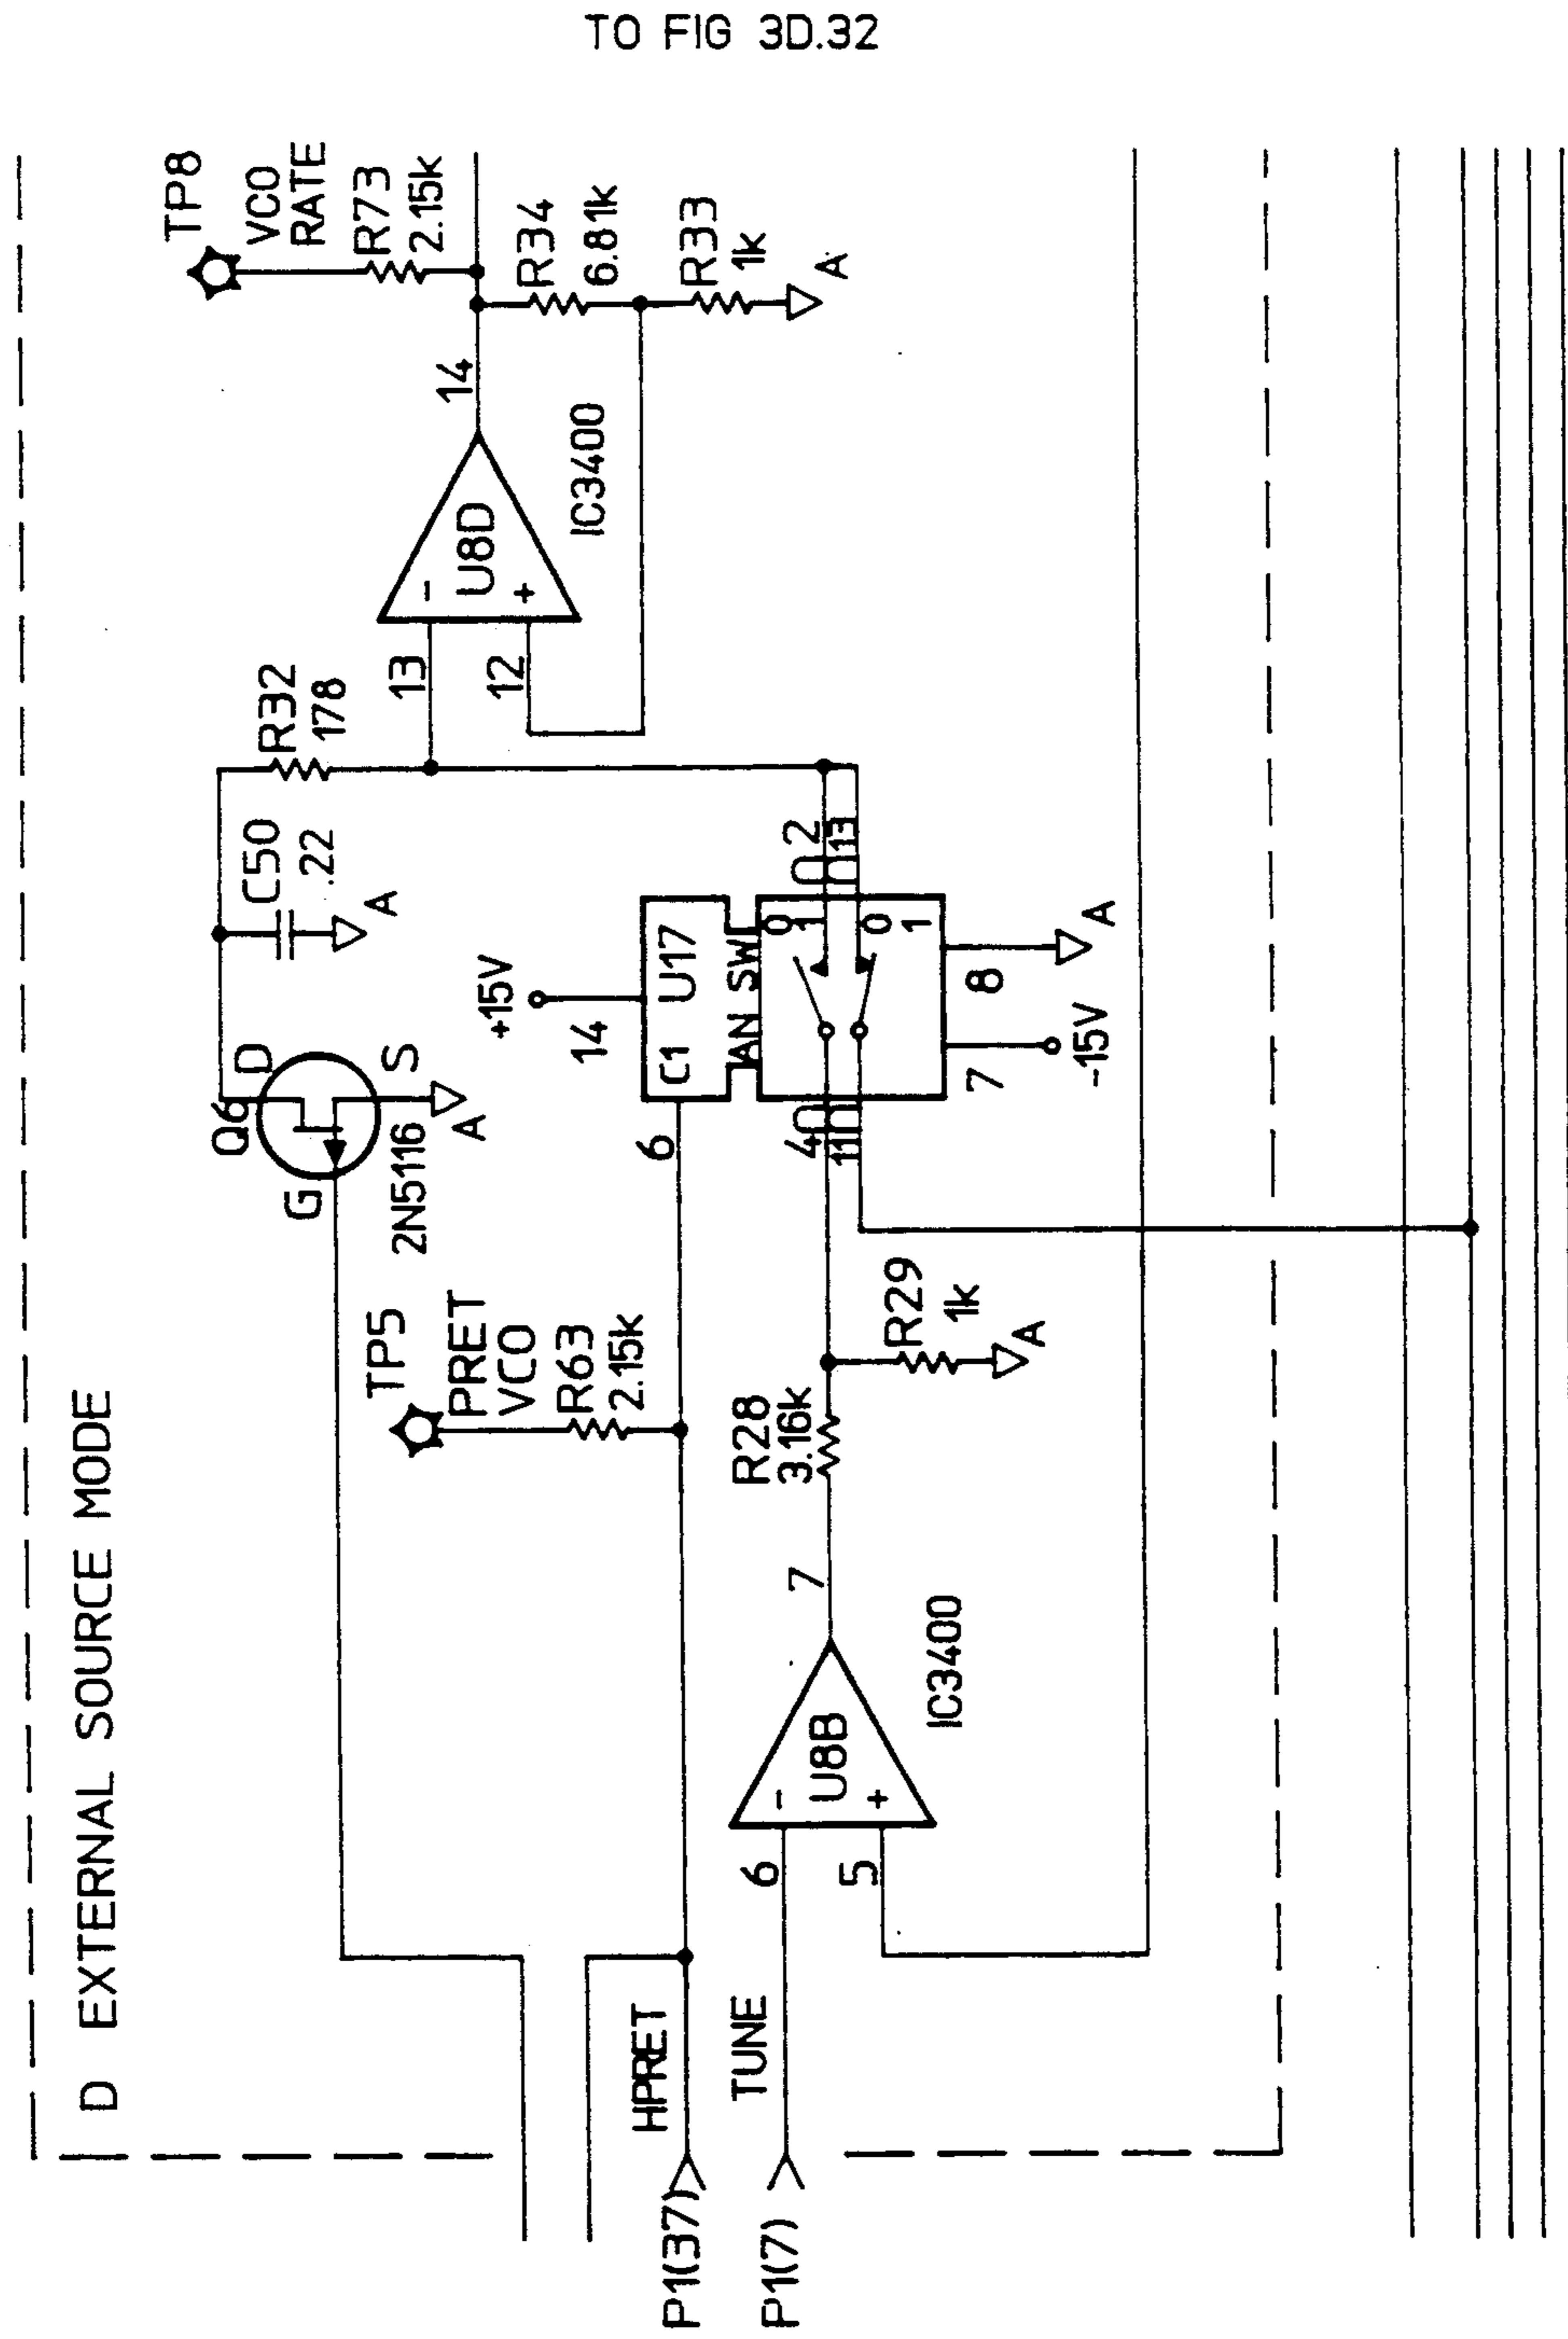 TO FIG 3D.32
D EXTERNAL SOURCE MODE
TP8
VCO
RATE
R73
2.15k
R34
6.81k
R33
1k
A
14
U8D
-
+
IC3400
13
12
R32
178
C50
.22
A
Q6
D
S
G
2N5116
A
TP5
PRET
VCO
R63
2.15k
+15V
14
6
C1 U17
AN SW
0
1
0
1
2
13
4
11
7
8
-15V
A
R28
3.16k
R29
1k
A
7
U8B
-
+
IC3400
6
5
HPRET
TUNE
P1(37)
P1(7)